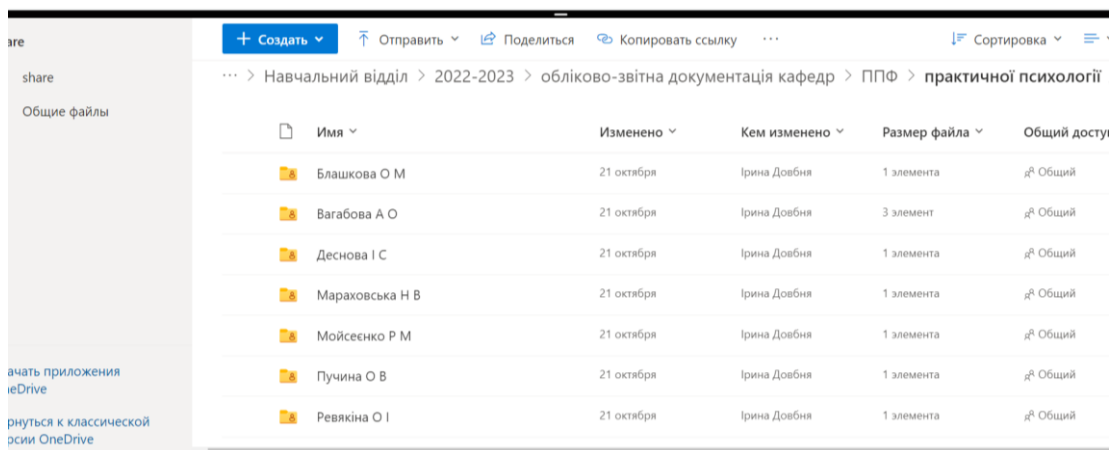 are
share
Общие файлы
ачать приложения
neDrive
рнуться к классической
рсии OneDrive
+ Создать Отправить Поделиться Копировать ссылку ··· Сортировка
··· > Навчальний відділ > 2022-2023 > обліково-звітна документація кафедр > ППФ > практичної психології
Имя Изменено Кем изменено Размер файла Общий досту
Блашкова О М 21 октября Ірина Довбня 1 элемента Общий
Вагабова А О 21 октября Ірина Довбня 3 элемент Общий
Деснова І С 21 октября Ірина Довбня 1 элемента Общий
Мараховська Н В 21 октября Ірина Довбня 1 элемента Общий
Мойсеєнко Р М 21 октября Ірина Довбня 1 элемента Общий
Пучина О В 21 октября Ірина Довбня 1 элемента Общий
Ревякіна О І 21 октября Ірина Довбня 1 элемента Общий